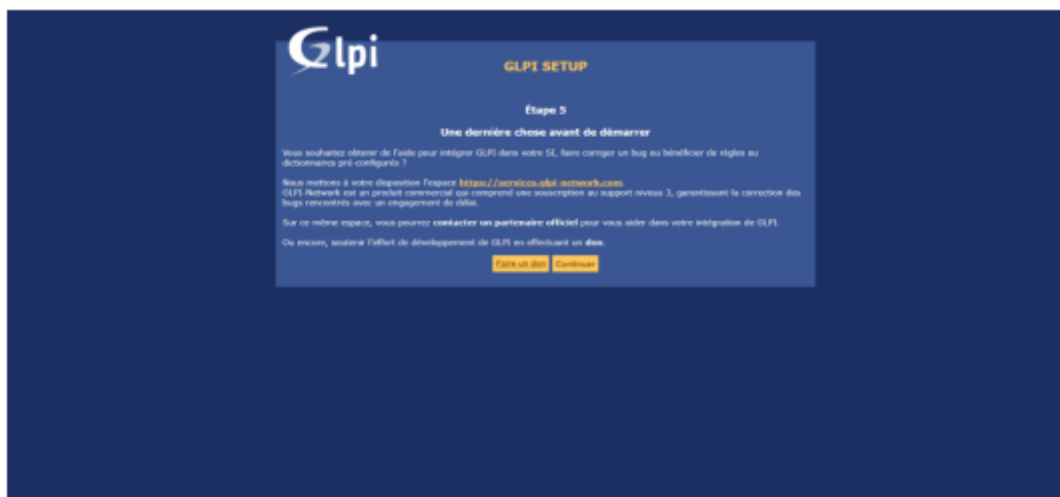 Glpi
GLPI SETUP
Étape 5
Une dernière chose avant de démarrer
Vous souhaitez obtenir de l'aide pour intégrer GLPI dans votre SI, faire corriger un bug ou bénéficier de règles ou
dictionnaires pré-configurés ?
Nous mettons à votre disposition l'espace https://services.glpi-network.com.
GLPI-Network est un produit commercial qui comprend une souscription au support niveau 3, garantissant la correction des
bugs rencontrés avec un engagement de délai.
Sur ce même espace, vous pourrez contacter un partenaire officiel pour vous aider dans votre intégration de GLPI.
Ou encore, soutenir l'effort de développement de GLPI en effectuant un don.
Faire un don Continuer